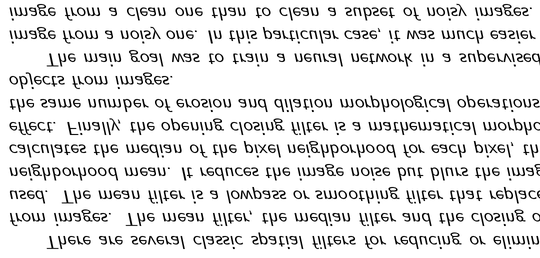 There are several classic spatial filters for reducing or elimin
from images. The mean filter, the median filter and the closing o
used. The mean filter is a lowpass or smoothing filter that replac
neighborhood mean. It reduces the image noise but blurs the imag
calculates the median of the pixel neighborhood for each pixel, th
effect. Finally, the opening closing filter is a mathematical morpho
the same number of erosion and dilation morphological operations
objects from images.
The main goal was to train a neural network in a supervised
image from a noisy one. In this particular case, it was much easier
image from a clean one than to clean a subset of noisy images.